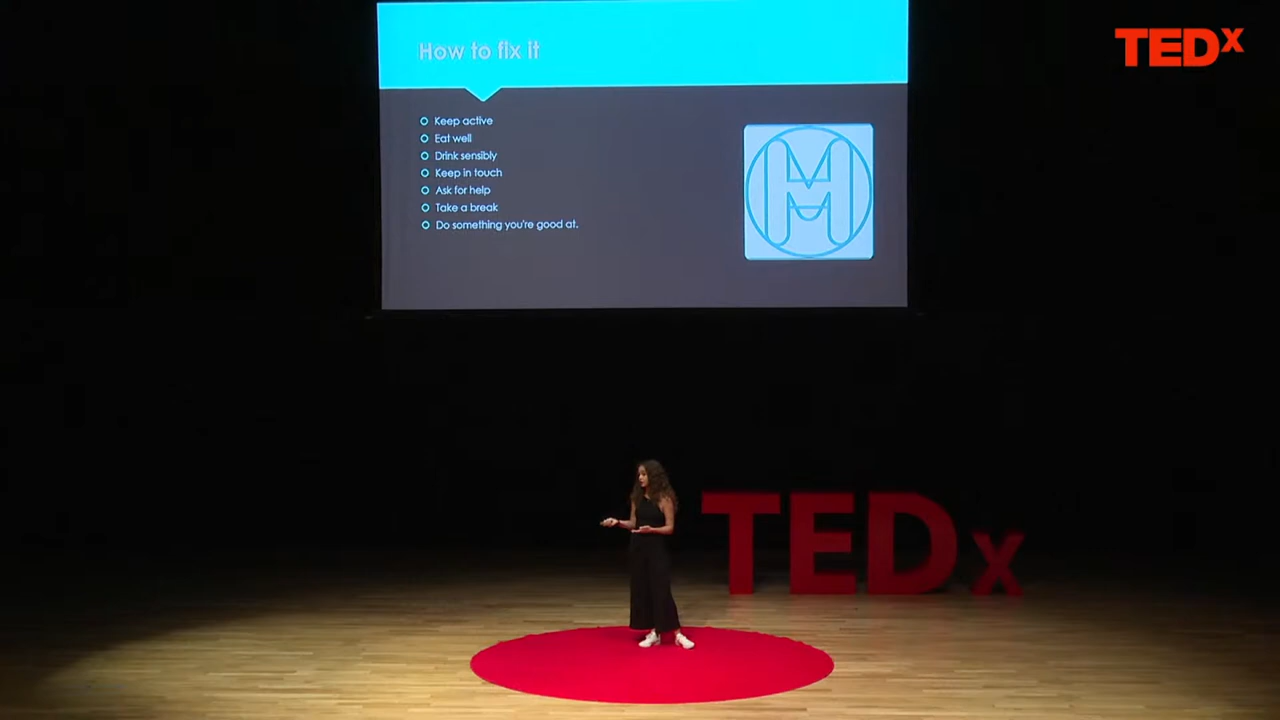 How to fix it
TEDx
Keep active
Eat well
Drink sensibly
Keep in touch
Ask for help
Take a break
Do something you're good at.
TEDx